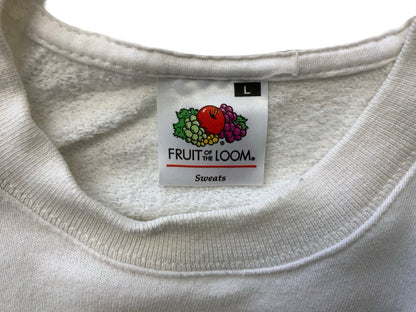 L
FRUIT OF THE LOOM®
Sweats